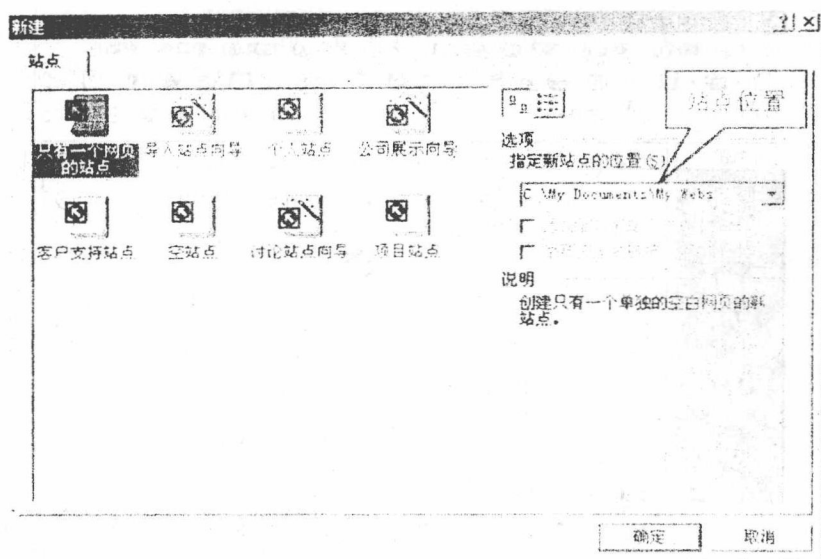 新建
站点
只有一个网页
的站点
导入站点向导
个人站点
公司展示向导
客户支持站点
空站点
讨论站点向导
项目站点
站点位置
选项
指定新站点的位置(S)
C:\My Documents\My Webs
说明
创建只有一个单独的空白网页的新
站点。
确定
取消